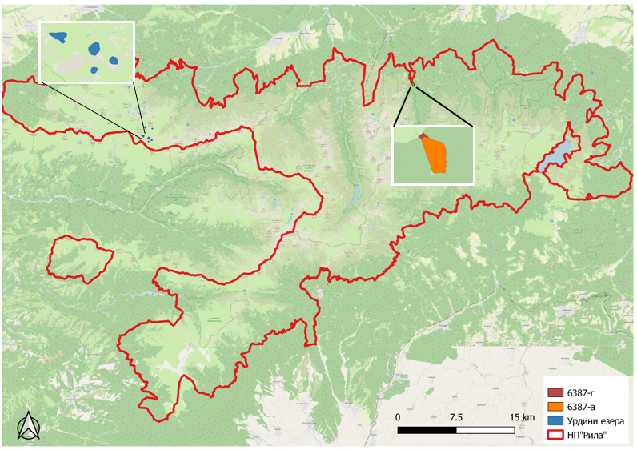 0 7.5 15 km
6387-г
6387-а
Урдини езера
НП"Рила"